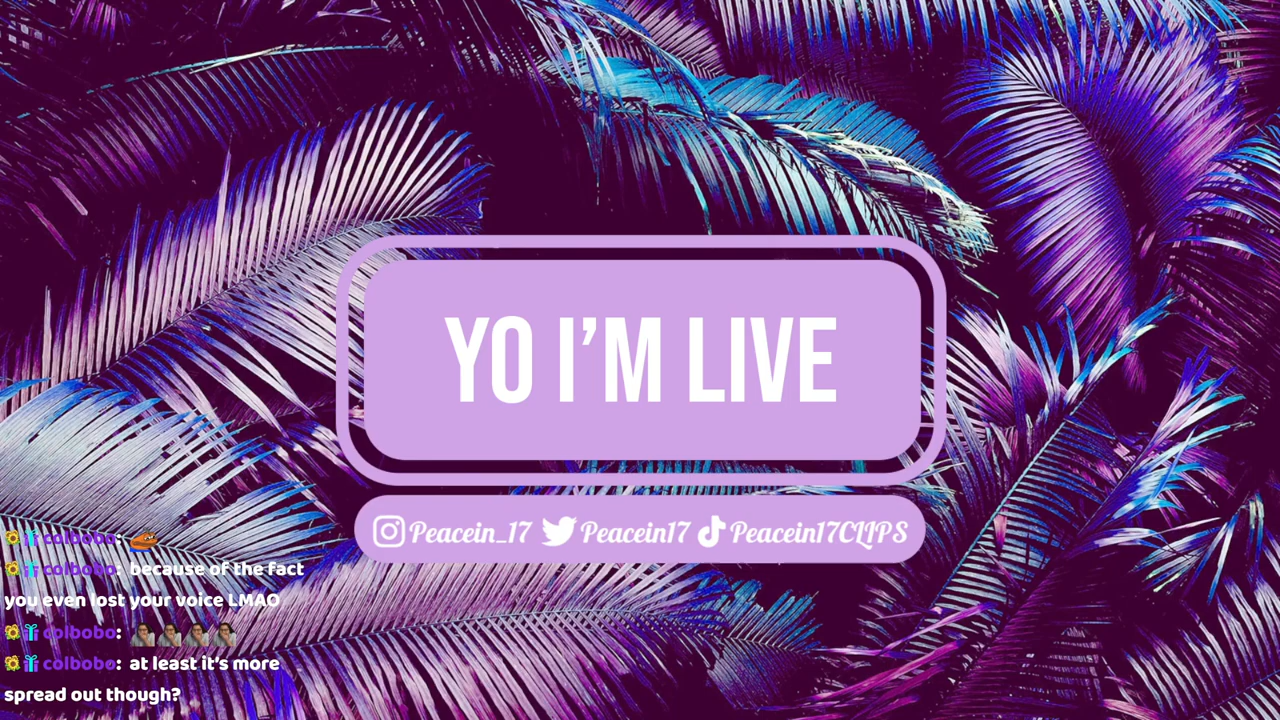 YO I'M LIVE
Peacein_17 Peacein17 Peacein17CLIPS
colbobo:
colbobo: because of the fact
you even lost your voice LMAO
colbobo:
colbobo: at least it's more
spread out though?